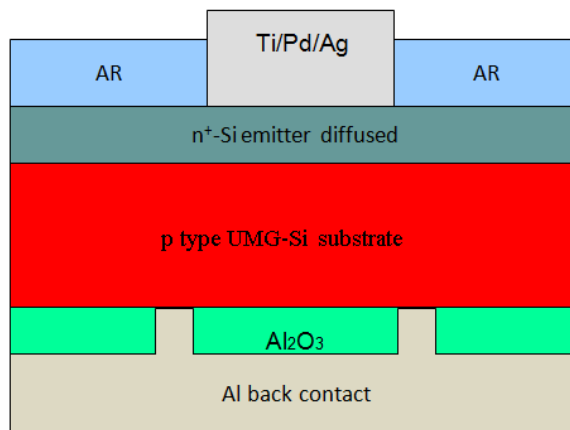 Ti/Pd/Ag
AR AR
n⁺-Si emitter diffused
p type UMG-Si substrate
Al₂O₃
Al back contact